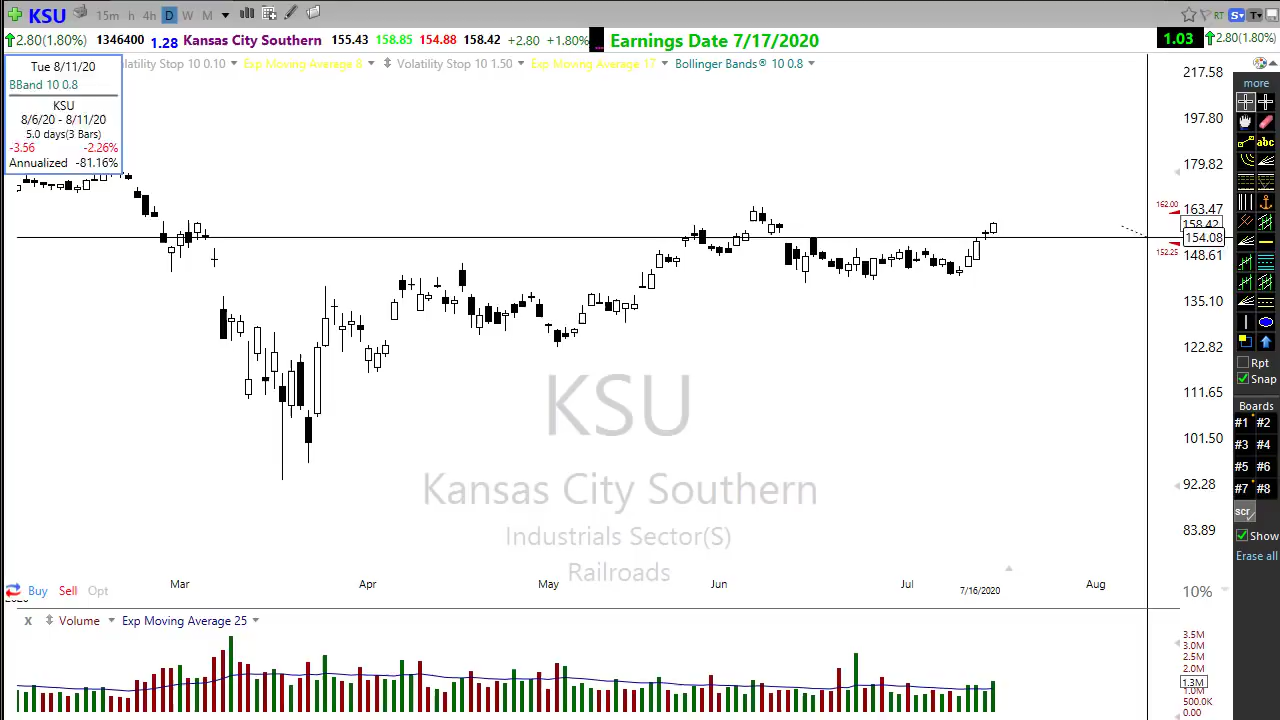 KSU 15m h 4h D W M RT S T
2.80(1.80%) 1346400 1.28 Kansas City Southern 155.43 158.85 154.88 158.42 +2.80 +1.80% Earnings Date 7/17/2020 1.03 2.80(1.80%)
Tue 8/11/20
BBand 10 0.8
KSU
8/6/20 - 8/11/20
5.0 days(3 Bars)
-3.56 -2.26%
Annualized -81.16%
latility Stop 10 0.10 Exp Moving Average 8 Volatility Stop 10 1.50 Exp Moving Average 17 Bollinger Bands® 10 0.8
217.58
197.80
179.82
162.00
163.47
158.42
154.08
152.25
148.61
135.10
122.82
111.65
101.50
92.28
83.89
10%
more
abc
Rpt
Snap
Boards
#1 #2
#3 #4
#5 #6
#7 #8
scr
Show
Erase all
KSU
Kansas City Southern
Industrials Sector(S)
Railroads
Mar Apr May Jun Jul 7/16/2020 Aug
Buy Sell Opt
x Volume Exp Moving Average 25
3.5M
3.0M
2.5M
2.0M
1.3M
1.0M
500.0K
0.00